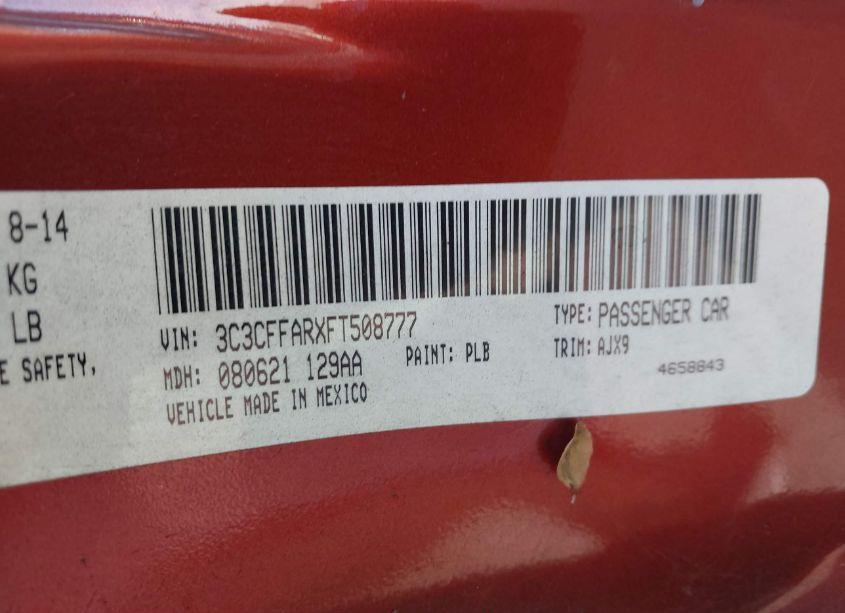 8-14
KG
LB
E SAFETY,
VIN: 3C3CFFARXFT508777
TYPE: PASSENGER CAR
MDH: 080621 129AA
PAINT: PLB
TRIM: AJX9
4658843
VEHICLE MADE IN MEXICO